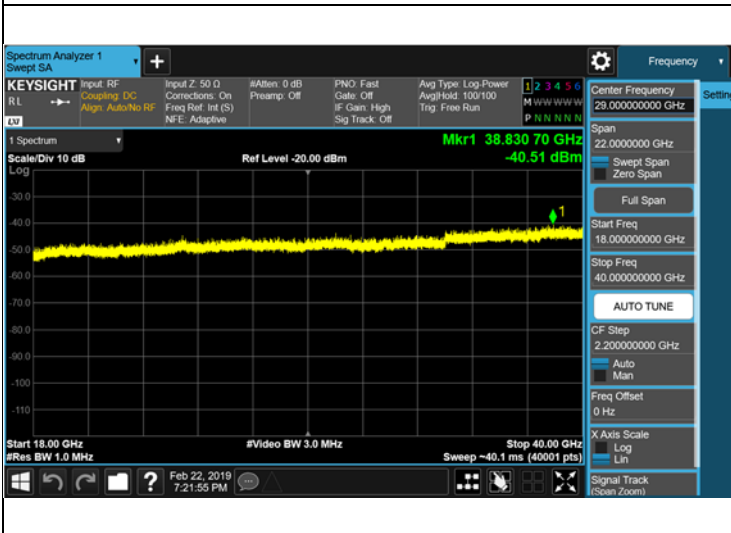 Spectrum Analyzer 1
Swept SA
Frequency
KEYSIGHT
RL
LXI
Input: RF
Coupling: DC
Align: Auto/No RF
Input Z: 50 Ω
Corrections: On
Freq Ref: Int (S)
NFE: Adaptive
#Atten: 0 dB
Preamp: Off
PNO: Fast
Gate: Off
IF Gain: High
Sig Track: Off
Avg Type: Log-Power
Avg|Hold: 100/100
Trig: Free Run
1 2 3 4 5 6
M W W W W W
P N N N N N
1 Spectrum
Scale/Div 10 dB
Log
Ref Level -20.00 dBm
Mkr1 38.830 70 GHz
-40.51 dBm
1
-30.0
-40.0
-50.0
-60.0
-70.0
-80.0
-90.0
-100
-110
Start 18.00 GHz
#Res BW 1.0 MHz
#Video BW 3.0 MHz
Stop 40.00 GHz
Sweep ~40.1 ms (40001 pts)
Center Frequency
29.000000000 GHz
Settin
Span
22.0000000 GHz
Swept Span
Zero Span
Full Span
Start Freq
18.000000000 GHz
Stop Freq
40.000000000 GHz
AUTO TUNE
CF Step
2.200000000 GHz
Auto
Man
Freq Offset
0 Hz
X Axis Scale
Log
Lin
Signal Track
(Span Zoom)
?
Feb 22, 2019
7:21:55 PM